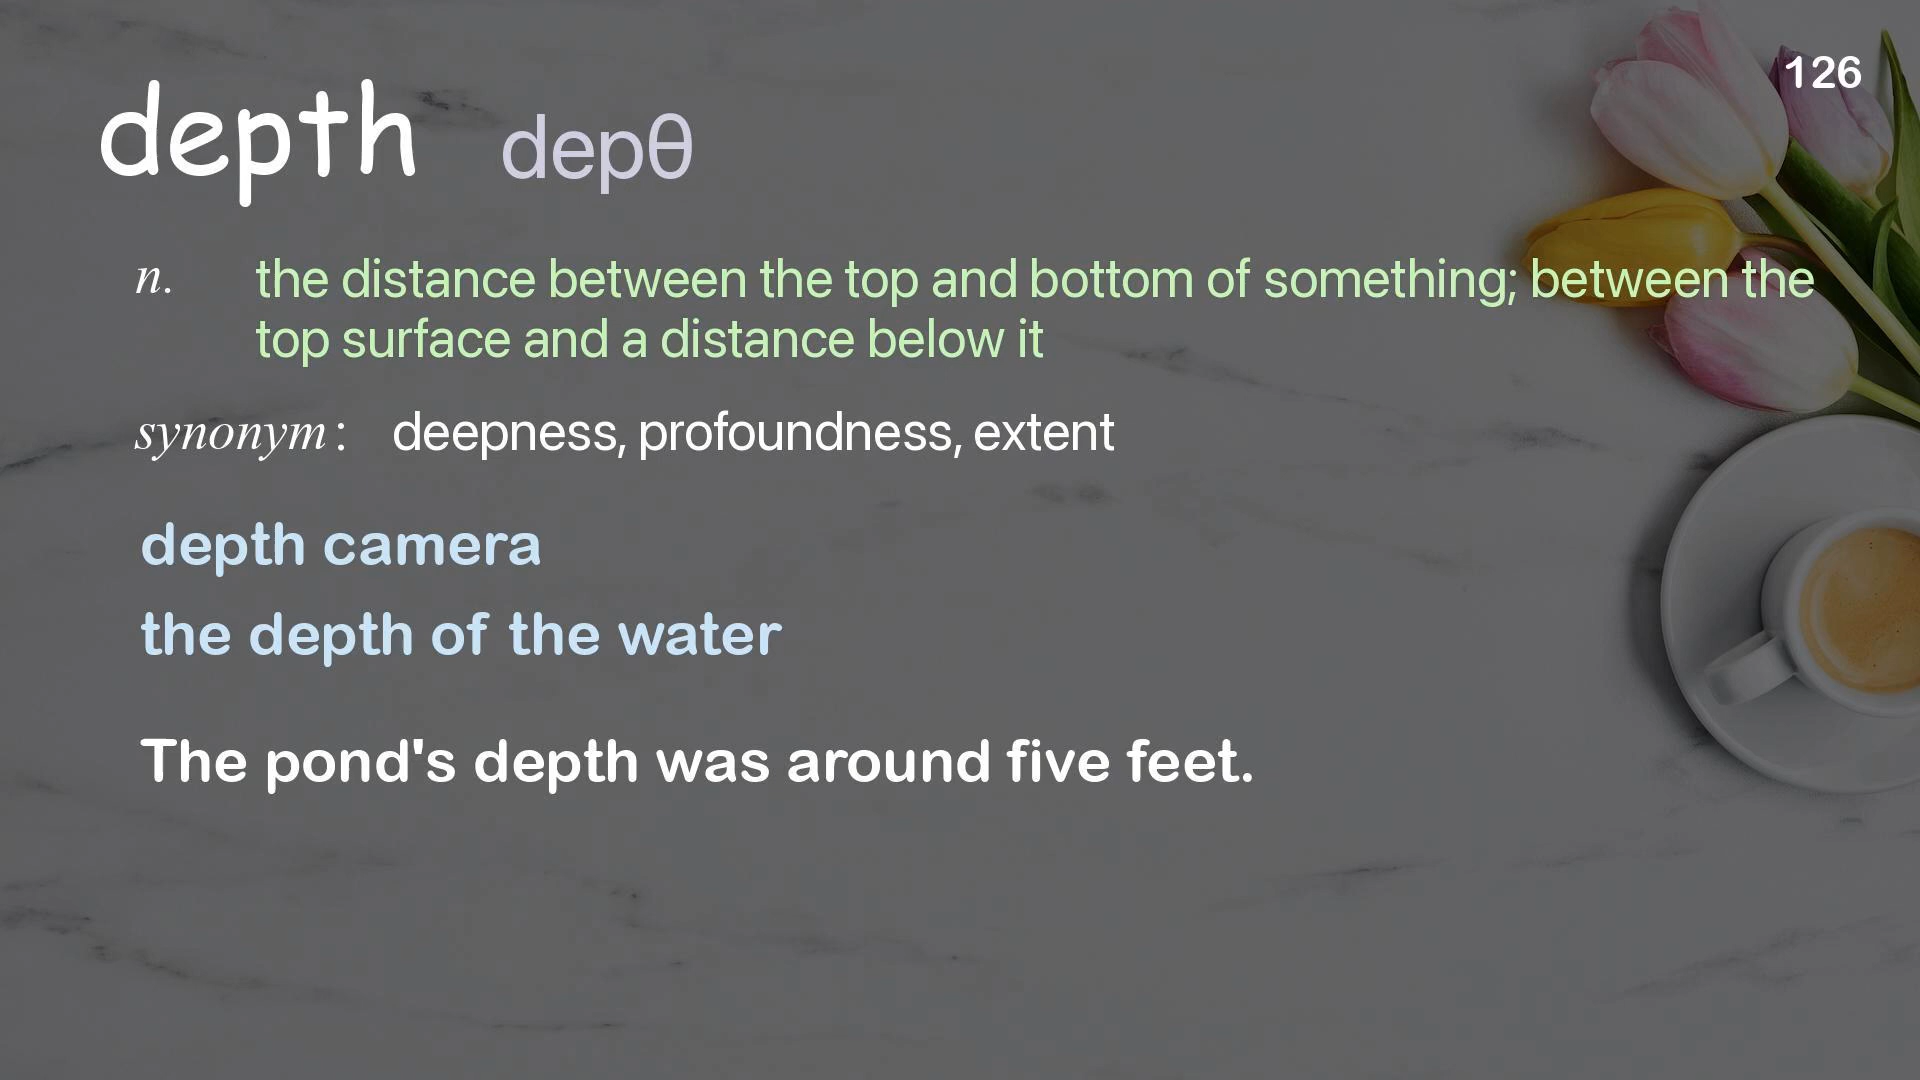 126
depth depθ
n. the distance between the top and bottom of something; between the
top surface and a distance below it
synonym: deepness, profoundness, extent
depth camera
the depth of the water
The pond's depth was around five feet.